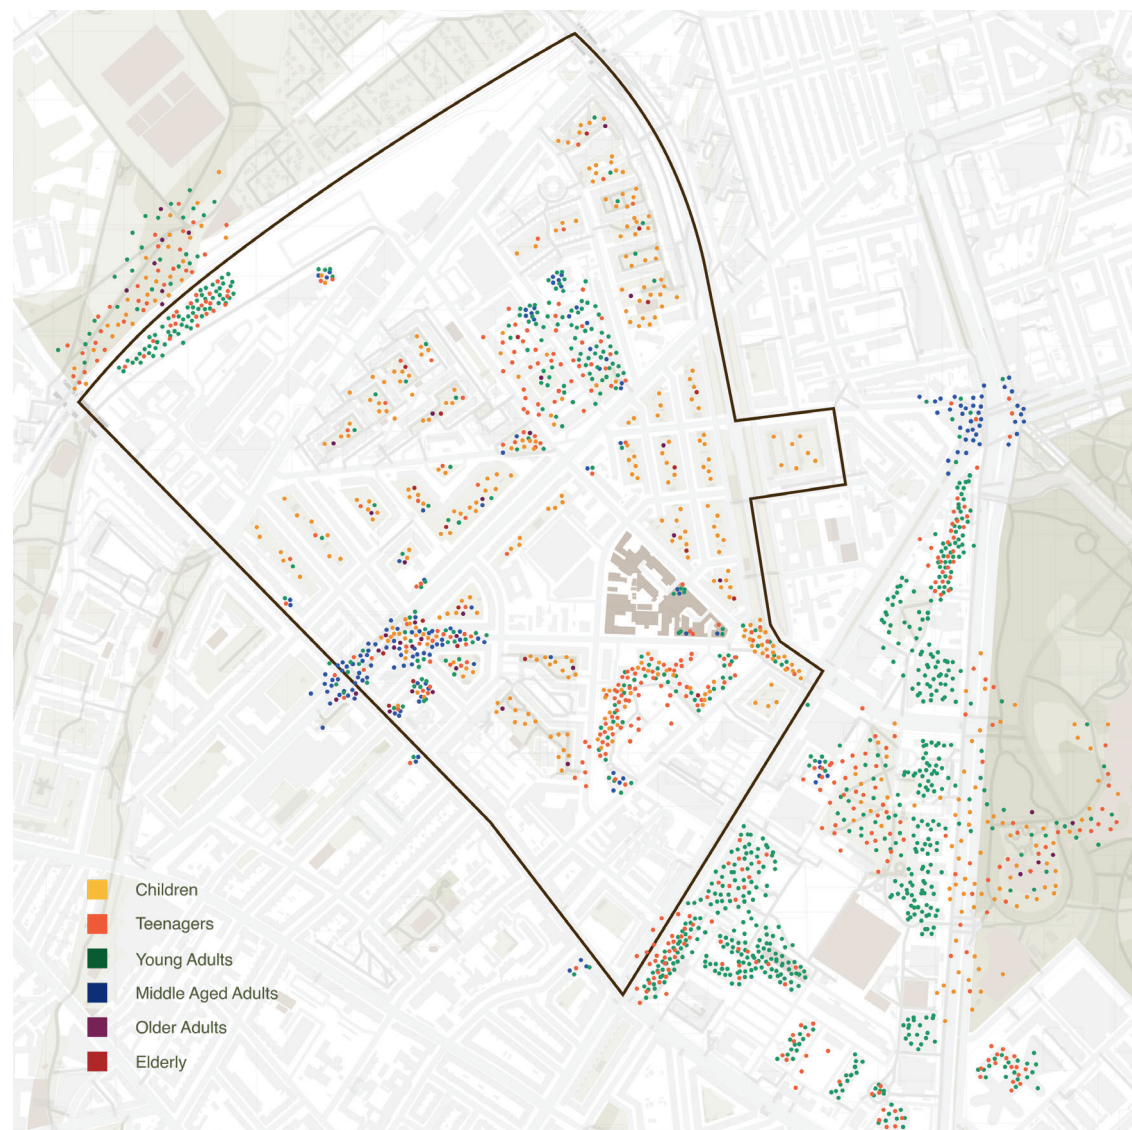 Children
Teenagers
Young Adults
Middle Aged Adults
Older Adults
Elderly